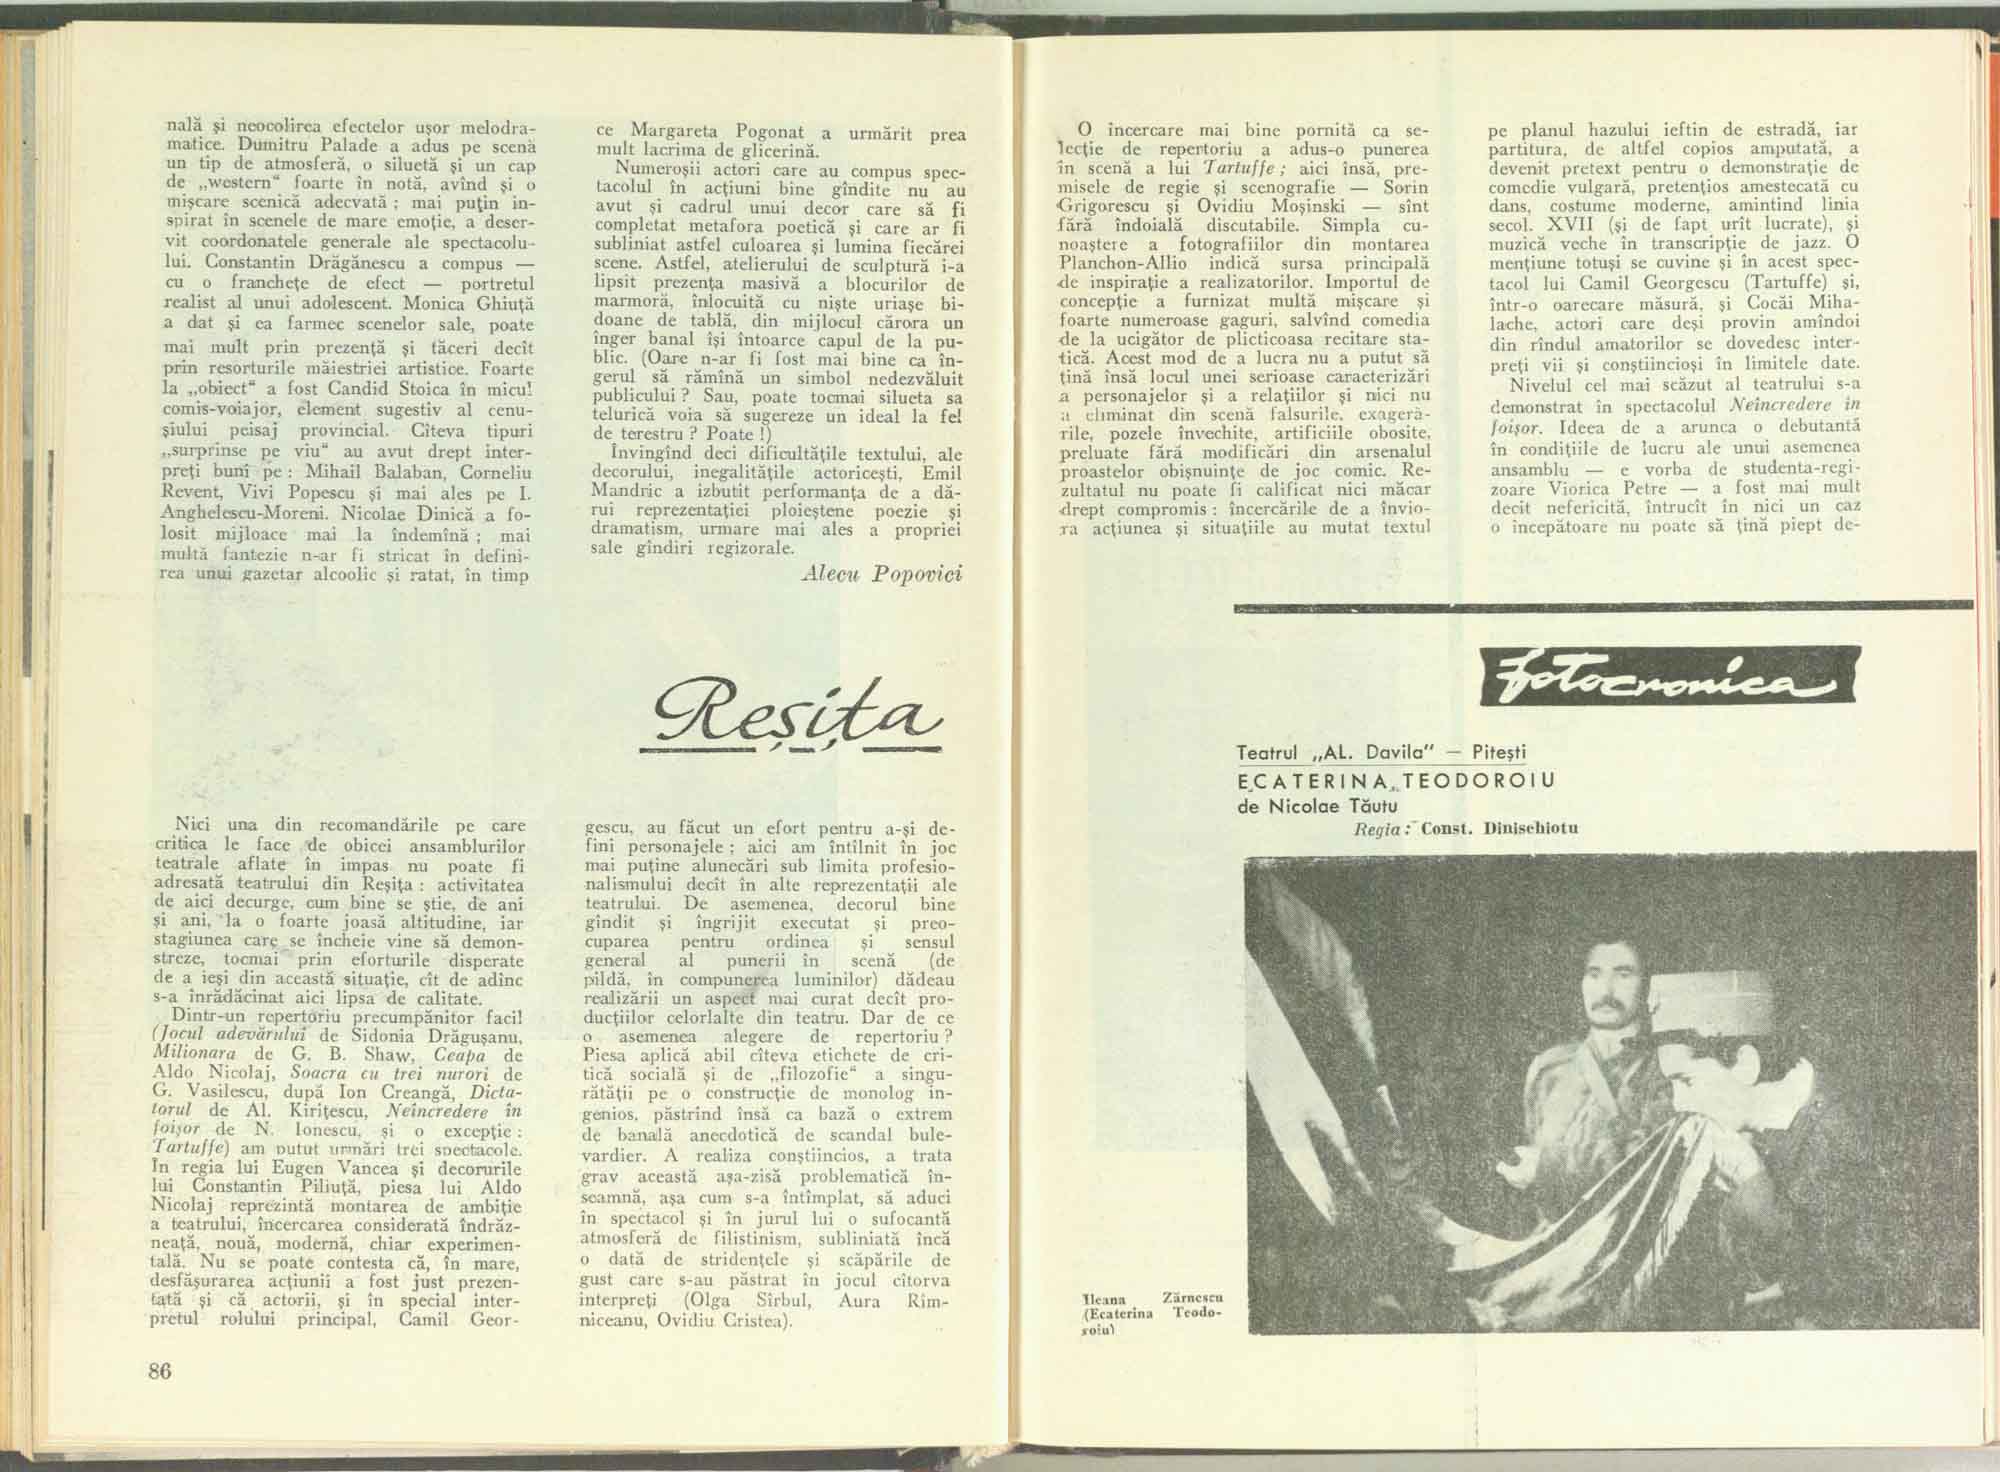 nală şi neocolirea efectelor uşor melodra-
matice. Dumitru Palade a adus pe scenă
un tip de atmosferă, o siluetă şi un cap
de „western“ foarte în notă, avînd şi o
mişcare scenică adecvată ; mai puţin in-
spirat în scenele de mare emoţie, a deser-
vit coordonatele generale ale spectacolu-
lui. Constantin Drăgănescu a compus —
cu o francheţe de efect — portretul
realist al unui adolescent. Monica Ghiuţă
a dat şi ea farmec scenelor sale, poate
mai mult prin prezenţă şi tăceri decît
prin resorturile măiestriei artistice. Foarte
la „obiect“ a fost Candid Stoica în micul
comis-voiajor, element sugestiv al cenu-
şiului peisaj provincial. Cîteva tipuri
„surprinse pe viu“ au avut drept inter-
preţi buni pe : Mihail Balaban, Corneliu
Revent, Vivi Popescu şi mai ales pe I.
Anghelescu-Moreni. Nicolae Dinică a fo-
losit mijloace mai la îndemînă ; mai
multă fantezie n-ar fi stricat în defini-
rea unui gazetar alcoolic şi ratat, în timp
ce Margareta Pogonat a urmărit prea
mult lacrima de glicerină.
Numeroşii actori care au compus spec-
tacolul în acţiuni bine gîndite nu au
avut şi cadrul unui decor care să fi
completat metafora poetică şi care ar fi
subliniat astfel culoarea şi lumina fiecărei
scene. Astfel, atelierului de sculptură i-a
lipsit prezenţa masivă a blocurilor de
marmoră, înlocuită cu nişte uriaşe bi-
doane de tablă, din mijlocul cărora un
înger banal îşi întoarce capul de la pu-
blic. (Oare n-ar fi fost mai bine ca în-
gerul să rămînă un simbol nedezvăluit
publicului ? Sau, poate tocmai silueta sa
telurică voia să sugereze un ideal la fel
de terestru ? Poate !)
Învingînd deci dificultăţile textului, ale
decorului, inegalităţile actoriceşti, Emil
Mandric a izbutit performanţa de a dă-
rui reprezentaţiei ploieştene poezie şi
dramatism, urmare mai ales a propriei
sale gîndiri regizorale.
Alecu Popovici
Reşiţa
Nici una din recomandările pe care
critica le face de obicei ansamblurilor
teatrale aflate în impas nu poate fi
adresată teatrului din Reşiţa : activitatea
de aici decurge, cum bine se ştie, de ani
şi ani, la o foarte joasă altitudine, iar
stagiunea care se încheie vine să demon-
streze, tocmai prin eforturile disperate
de a ieşi din această situaţie, cît de adînc
s-a înrădăcinat aici lipsa de calitate.
Dintr-un repertoriu precumpănitor facil
(Jocul adevărului de Sidonia Drăguşanu,
Milionara de G. B. Shaw, Ceapa de
Aldo Nicolaj, Soacra cu trei nurori de
G. Vasilescu, după Ion Creangă, Dicta-
torul de Al. Kiriţescu, Neîncredere în
foişor de N. Ionescu, şi o excepţie :
Tartuffe) am putut urmări trei spectacole.
În regia lui Eugen Vancea şi decorurile
lui Constantin Piliuţă, piesa lui Aldo
Nicolaj reprezintă montarea de ambiţie
a teatrului, încercarea considerată îndrăz-
neaţă, nouă, modernă, chiar experimen-
tală. Nu se poate contesta că, în mare,
desfăşurarea acţiunii a fost just prezen-
tată şi că actorii, şi în special inter-
pretul rolului principal, Camil Geor-
gescu, au făcut un efort pentru a-şi de-
fini personajele ; aici am întîlnit în joc
mai puţine alunecări sub limita profesio-
nalismului decît în alte reprezentaţii ale
teatrului. De asemenea, decorul bine
gîndit şi îngrijit executat şi preo-
cuparea pentru ordinea şi sensul
general al punerii în scenă (de
pildă, în compunerea luminilor) dădeau
realizării un aspect mai curat decît pro-
ducţiilor celorlalte din teatru. Dar de ce
o asemenea alegere de repertoriu ?
Piesa aplică abil cîteva etichete de cri-
tică socială şi de „filozofie“ a singu-
rătăţii pe o construcţie de monolog in-
genios, păstrînd însă ca bază o extrem
de banală anecdotică de scandal bule-
vardier. A realiza conştiincios, a trata
grav această aşa-zisă problematică în-
seamnă, aşa cum s-a întîmplat, să aduci
în spectacol şi în jurul lui o sufocantă
atmosferă de filistinism, subliniată încă
o dată de stridenţele şi scăpările de
gust care s-au păstrat în jocul cîtorva
interpreţi (Olga Sîrbul, Aura Rîm-
niceanu, Ovidiu Cristea).
86
O încercare mai bine pornită ca se-
lecţie de repertoriu a adus-o punerea
în scenă a lui Tartuffe ; aici însă, pre-
misele de regie şi scenografie — Sorin
Grigorescu şi Ovidiu Moşinski — sînt
fără îndoială discutabile. Simpla cu-
noaştere a fotografiilor din montarea
Planchon-Allio indică sursa principală
de inspiraţie a realizatorilor. Importul de
concepţie a furnizat multă mişcare şi
foarte numeroase gaguri, salvînd comedia
de la ucigător de plicticoasa recitare sta-
tică. Acest mod de a lucra nu a putut să
ţină însă locul unei serioase caracterizări
a personajelor şi a relaţiilor şi nici nu
a eliminat din scenă falsurile, exageră-
rile, pozele învechite, artificiile obosite,
preluate fără modificări din arsenalul
proastelor obişnuinţe de joc comic. Re-
zultatul nu poate fi calificat nici măcar
drept compromis : încercările de a învio-
ra acţiunea şi situaţiile au mutat textul
pe planul hazului ieftin de estradă, iar
partitura, de altfel copios amputată, a
devenit pretext pentru o demonstraţie de
comedie vulgară, pretenţios amestecată cu
dans, costume moderne, amintind linia
secol. XVII (şi de fapt urît lucrate), şi
muzică veche în transcripţie de jazz. O
menţiune totuşi se cuvine şi în acest spec-
tacol lui Camil Georgescu (Tartuffe) şi,
într-o oarecare măsură, şi Cocăi Miha-
lache, actori care deşi provin amîndoi
din rîndul amatorilor se dovedesc inter-
preţi vii şi conştiincioşi în limitele date.
Nivelul cel mai scăzut al teatrului s-a
demonstrat în spectacolul Neîncredere în
foişor. Ideea de a arunca o debutantă
în condiţiile de lucru ale unui asemenea
ansamblu — e vorba de studenta-regi-
zoare Viorica Petre — a fost mai mult
decît nefericită, întrucît în nici un caz
o începătoare nu poate să ţină piept de-
fotocronica
Teatrul „AL. Davila” — Piteşti
ECATERINA TEODOROIU
de Nicolae Tăutu
Regia : Const. Dinischiotu
Ileana Zărnescu
(Ecaterina Teodo-
roiu)